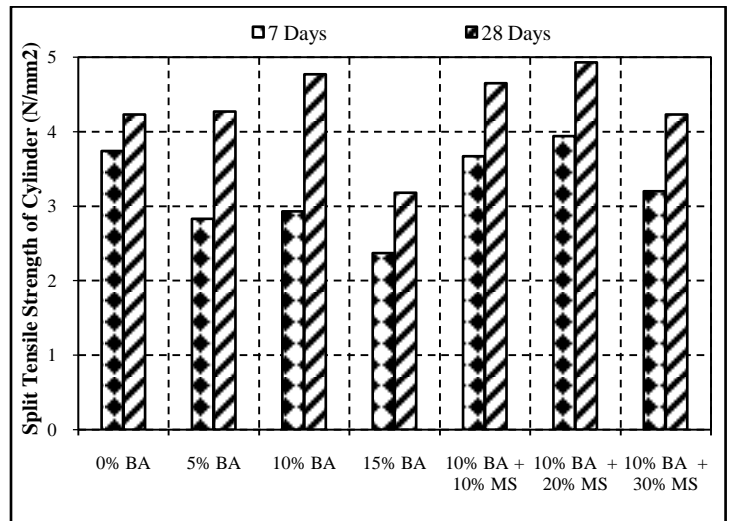 7 Days 28 Days
Split Tensile Strength of Cylinder (N/mm2)
5
4
3
2
1
0
0% BA 5% BA 10% BA 15% BA 10% BA + 10% BA + 10% BA +
10% MS 20% MS 30% MS